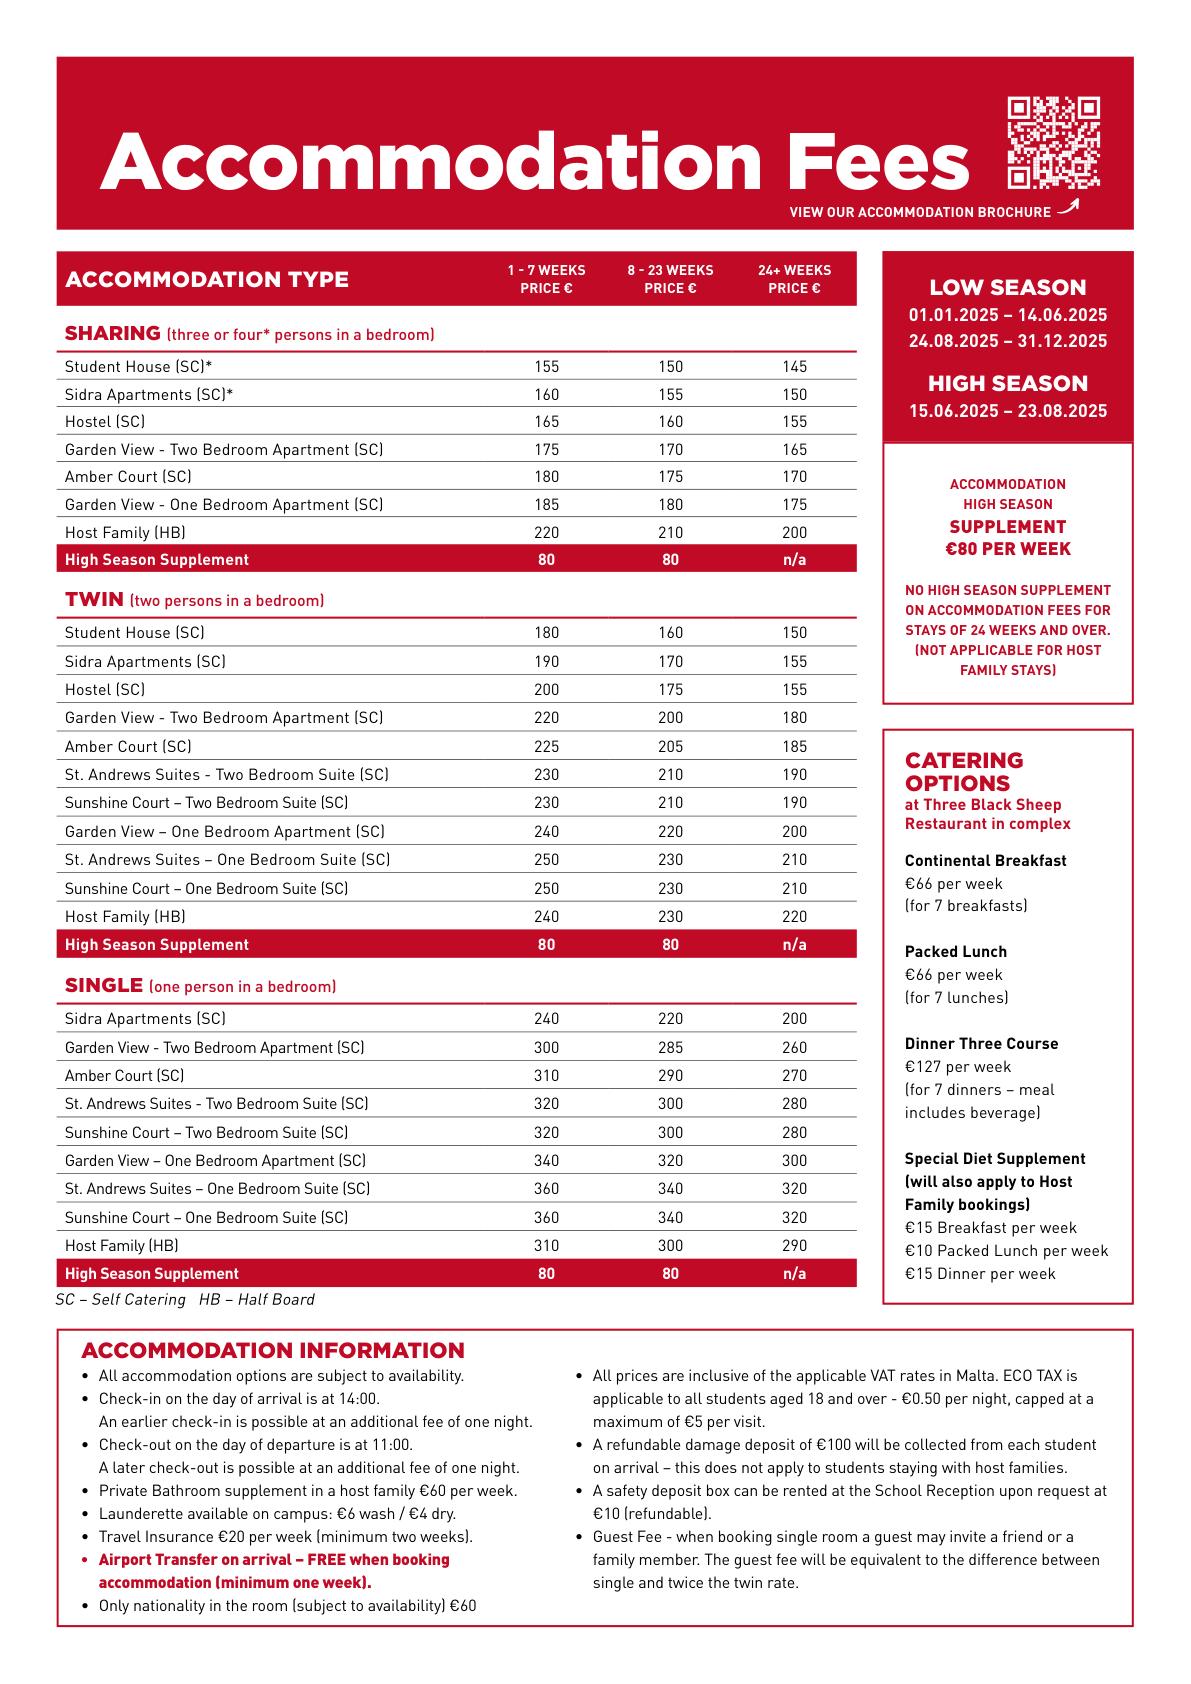 Accommodation Fees
VIEW OUR ACCOMMODATION BROCHURE
ACCOMMODATION TYPE 1 - 7 WEEKS PRICE € 8 - 23 WEEKS PRICE € 24+ WEEKS PRICE €
SHARING (three or four* persons in a bedroom)
Student House (SC)* 155 150 145
Sidra Apartments (SC)* 160 155 150
Hostel (SC) 165 160 155
Garden View - Two Bedroom Apartment (SC) 175 170 165
Amber Court (SC) 180 175 170
Garden View - One Bedroom Apartment (SC) 185 180 175
Host Family (HB) 220 210 200
High Season Supplement 80 80 n/a
TWIN (two persons in a bedroom)
Student House (SC) 180 160 150
Sidra Apartments (SC) 190 170 155
Hostel (SC) 200 175 155
Garden View - Two Bedroom Apartment (SC) 220 200 180
Amber Court (SC) 225 205 185
St. Andrews Suites - Two Bedroom Suite (SC) 230 210 190
Sunshine Court – Two Bedroom Suite (SC) 230 210 190
Garden View – One Bedroom Apartment (SC) 240 220 200
St. Andrews Suites – One Bedroom Suite (SC) 250 230 210
Sunshine Court – One Bedroom Suite (SC) 250 230 210
Host Family (HB) 240 230 220
High Season Supplement 80 80 n/a
SINGLE (one person in a bedroom)
Sidra Apartments (SC) 240 220 200
Garden View - Two Bedroom Apartment (SC) 300 285 260
Amber Court (SC) 310 290 270
St. Andrews Suites - Two Bedroom Suite (SC) 320 300 280
Sunshine Court – Two Bedroom Suite (SC) 320 300 280
Garden View – One Bedroom Apartment (SC) 340 320 300
St. Andrews Suites – One Bedroom Suite (SC) 360 340 320
Sunshine Court – One Bedroom Suite (SC) 360 340 320
Host Family (HB) 310 300 290
High Season Supplement 80 80 n/a
SC – Self Catering HB – Half Board
LOW SEASON
01.01.2025 – 14.06.2025
24.08.2025 – 31.12.2025
HIGH SEASON
15.06.2025 – 23.08.2025
ACCOMMODATION
HIGH SEASON
SUPPLEMENT
€80 PER WEEK
NO HIGH SEASON SUPPLEMENT
ON ACCOMMODATION FEES FOR
STAYS OF 24 WEEKS AND OVER.
(NOT APPLICABLE FOR HOST
FAMILY STAYS)
CATERING
OPTIONS
at Three Black Sheep
Restaurant in complex
Continental Breakfast
€66 per week
(for 7 breakfasts)
Packed Lunch
€66 per week
(for 7 lunches)
Dinner Three Course
€127 per week
(for 7 dinners – meal
includes beverage)
Special Diet Supplement
(will also apply to Host
Family bookings)
€15 Breakfast per week
€10 Packed Lunch per week
€15 Dinner per week
ACCOMMODATION INFORMATION
• All accommodation options are subject to availability.
• Check-in on the day of arrival is at 14:00.
An earlier check-in is possible at an additional fee of one night.
• Check-out on the day of departure is at 11:00.
A later check-out is possible at an additional fee of one night.
• Private Bathroom supplement in a host family €60 per week.
• Launderette available on campus: €6 wash / €4 dry.
• Travel Insurance €20 per week (minimum two weeks).
• Airport Transfer on arrival – FREE when booking
accommodation (minimum one week).
• Only nationality in the room (subject to availability) €60
• All prices are inclusive of the applicable VAT rates in Malta. ECO TAX is
applicable to all students aged 18 and over - €0.50 per night, capped at a
maximum of €5 per visit.
• A refundable damage deposit of €100 will be collected from each student
on arrival – this does not apply to students staying with host families.
• A safety deposit box can be rented at the School Reception upon request at
€10 (refundable).
• Guest Fee - when booking single room a guest may invite a friend or a
family member. The guest fee will be equivalent to the difference between
single and twice the twin rate.